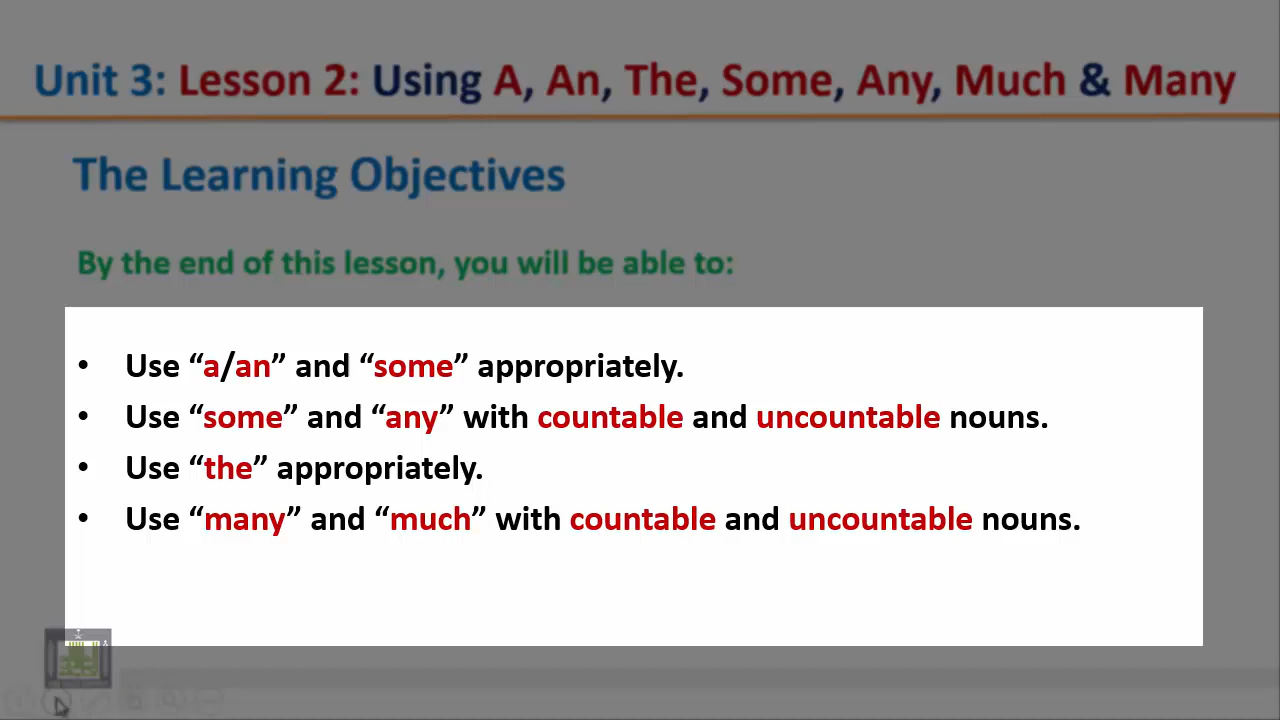 Unit 3: Lesson 2: Using A, An, The, Some, Any, Much & Many
The Learning Objectives
By the end of this lesson, you will be able to:
• Use “a/an” and “some” appropriately.
• Use “some” and “any” with countable and uncountable nouns.
• Use “the” appropriately.
• Use “many” and “much” with countable and uncountable nouns.